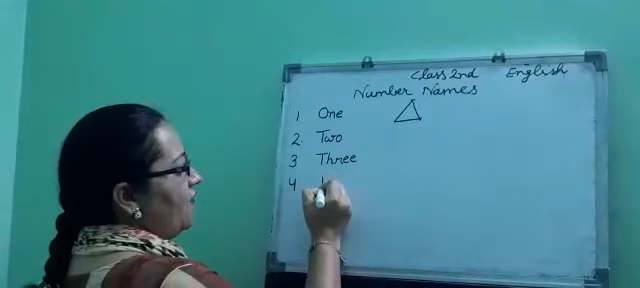 Class 2nd English
Number Names
1 One
2. Two
3 Three
4